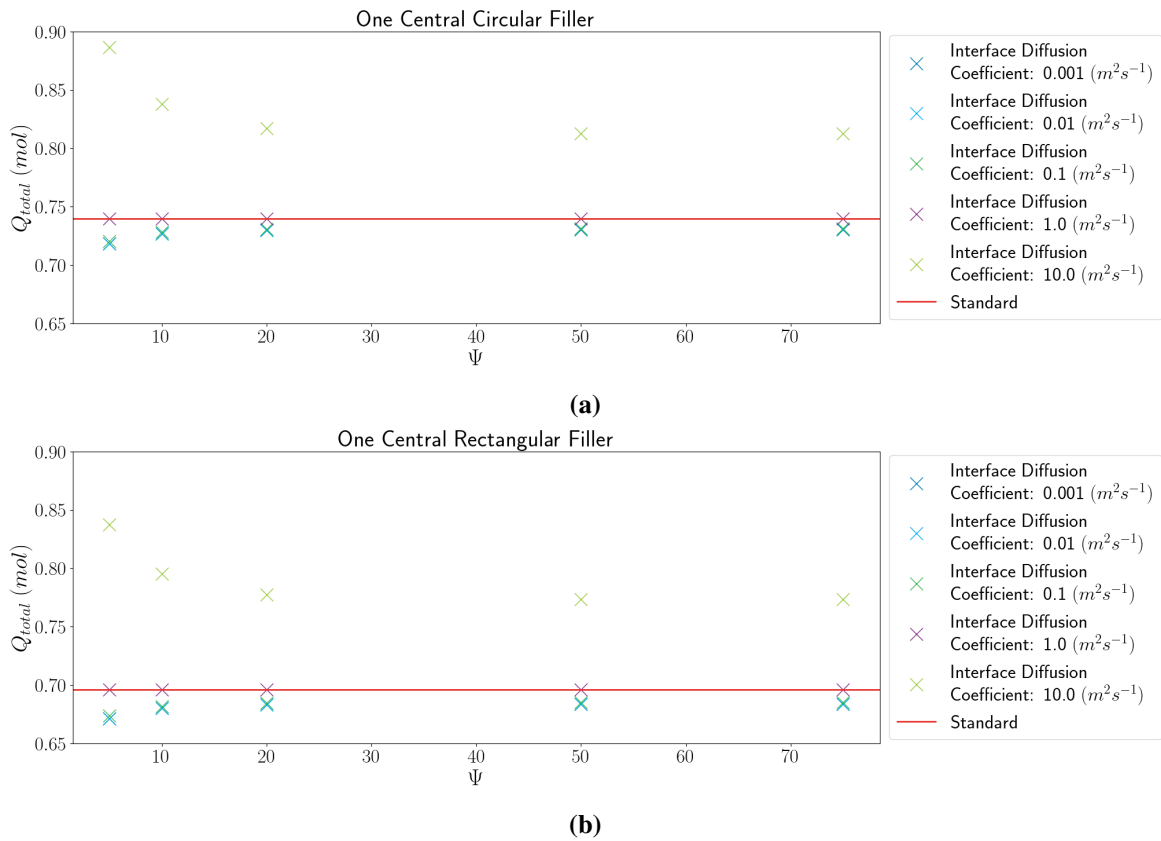 One Central Circular Filler
0.90
0.85
0.80
0.75
0.70
0.65
Q_total (mol)
10
20
30
40
50
60
70
Ψ
Interface Diffusion
Coefficient: 0.001 (m²s⁻¹)
Interface Diffusion
Coefficient: 0.01 (m²s⁻¹)
Interface Diffusion
Coefficient: 0.1 (m²s⁻¹)
Interface Diffusion
Coefficient: 1.0 (m²s⁻¹)
Interface Diffusion
Coefficient: 10.0 (m²s⁻¹)
Standard
(a)
One Central Rectangular Filler
0.90
0.85
0.80
0.75
0.70
0.65
Q_total (mol)
10
20
30
40
50
60
70
Ψ
Interface Diffusion
Coefficient: 0.001 (m²s⁻¹)
Interface Diffusion
Coefficient: 0.01 (m²s⁻¹)
Interface Diffusion
Coefficient: 0.1 (m²s⁻¹)
Interface Diffusion
Coefficient: 1.0 (m²s⁻¹)
Interface Diffusion
Coefficient: 10.0 (m²s⁻¹)
Standard
(b)